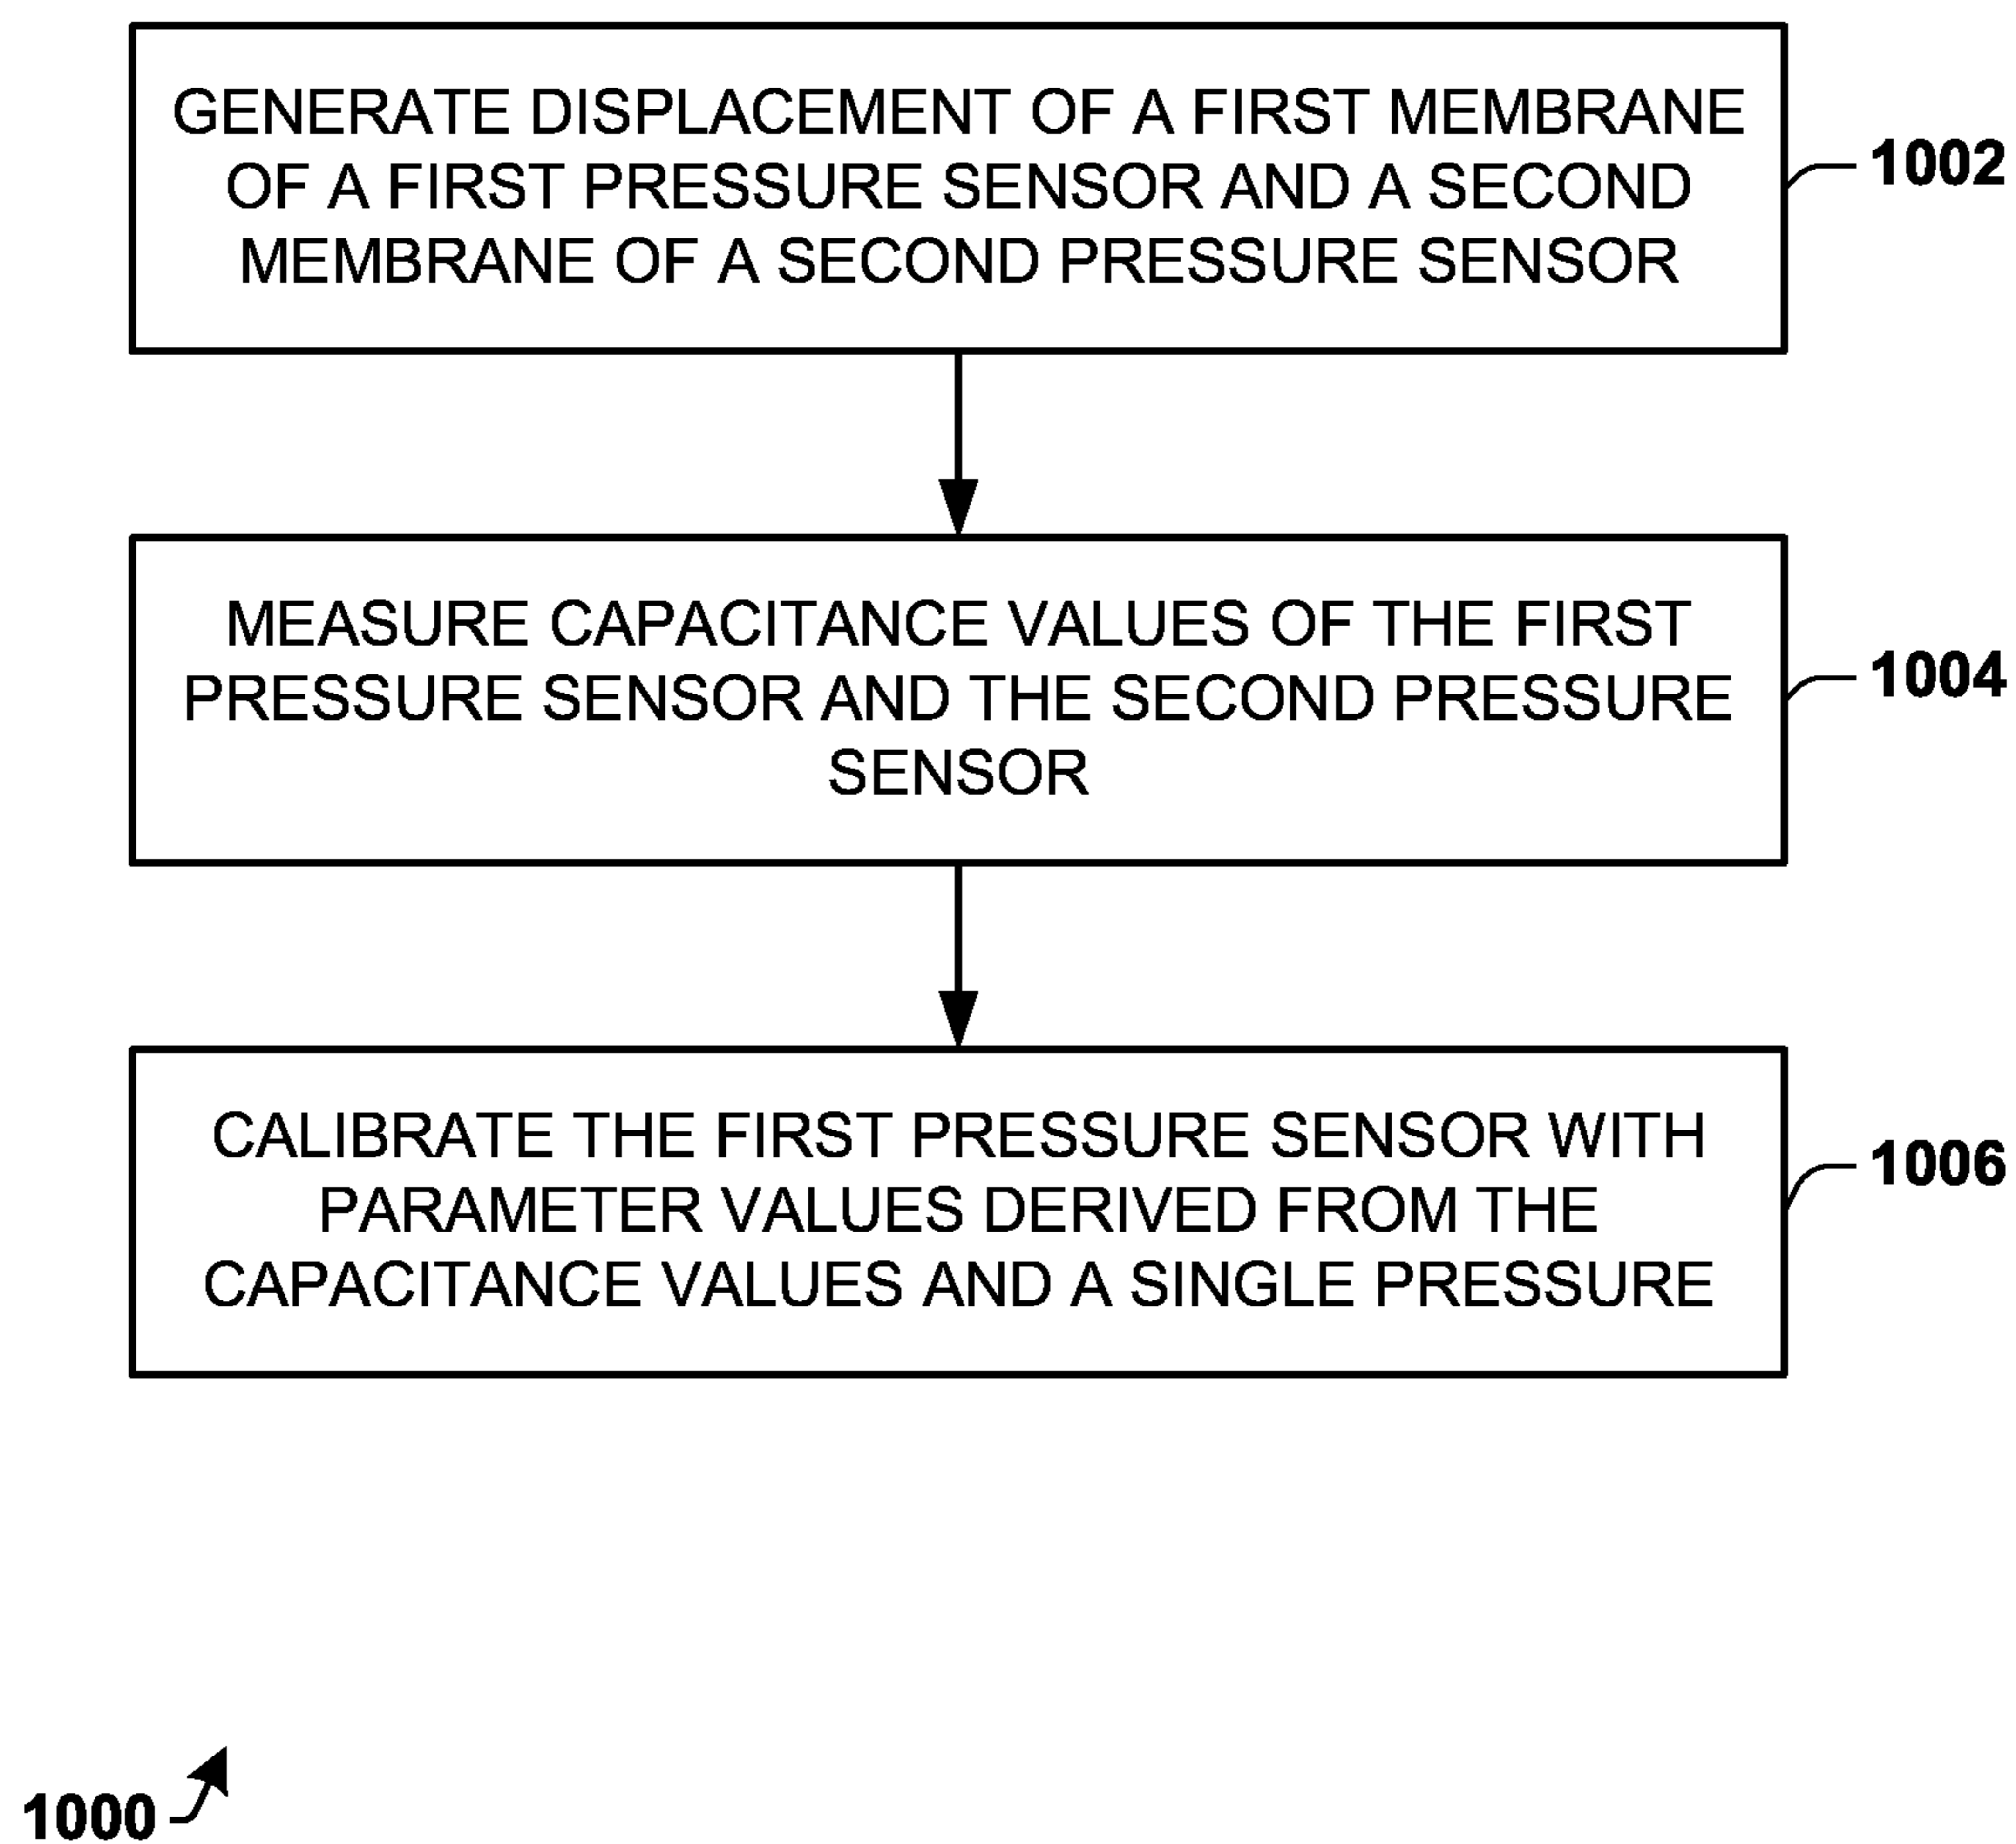 GENERATE DISPLACEMENT OF A FIRST MEMBRANE
OF A FIRST PRESSURE SENSOR AND A SECOND
MEMBRANE OF A SECOND PRESSURE SENSOR
1002
MEASURE CAPACITANCE VALUES OF THE FIRST
PRESSURE SENSOR AND THE SECOND PRESSURE
SENSOR
1004
CALIBRATE THE FIRST PRESSURE SENSOR WITH
PARAMETER VALUES DERIVED FROM THE
CAPACITANCE VALUES AND A SINGLE PRESSURE
1006
1000